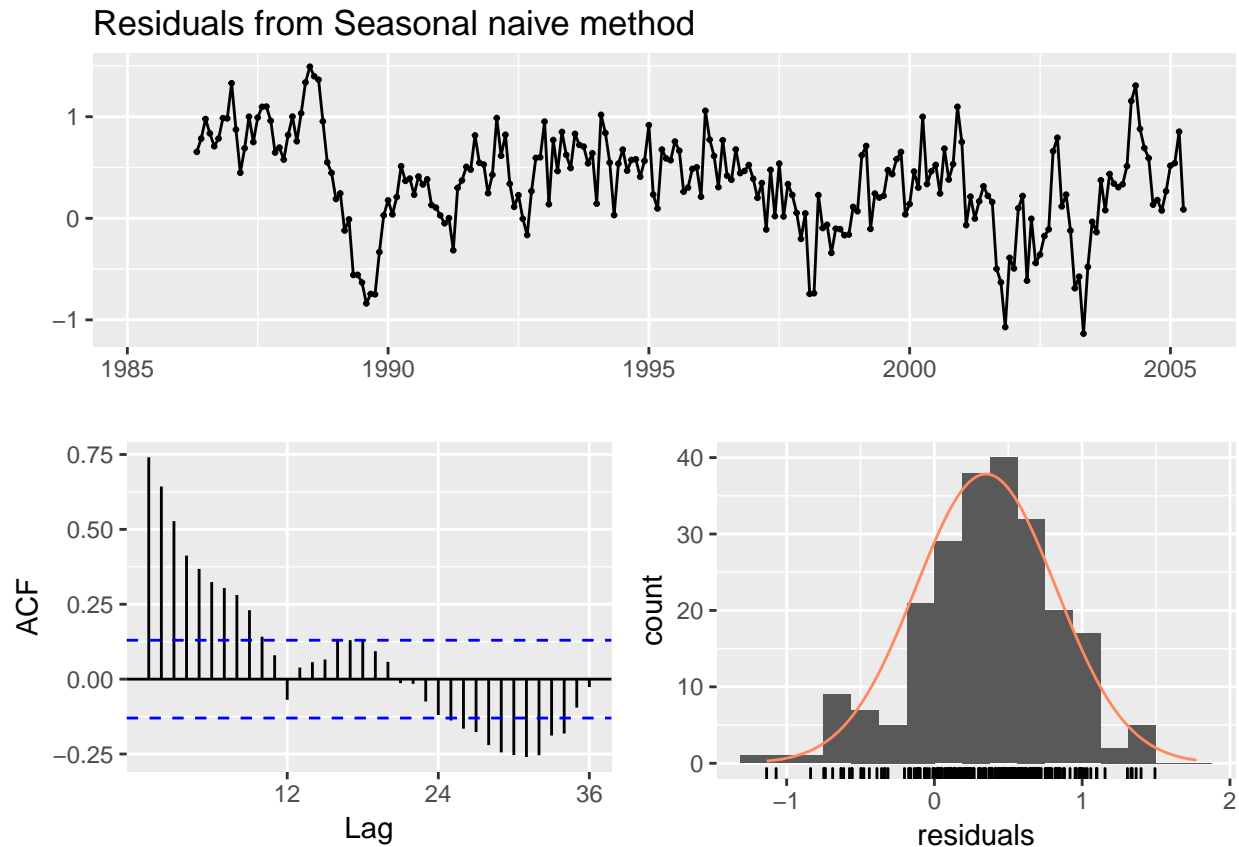 Residuals from Seasonal naive method
1
0
−1
1985 1990 1995 2000 2005
0.75
0.50
0.25
0.00
−0.25
ACF
12 24 36
Lag
40
30
20
10
0
count
−1 0 1 2
residuals